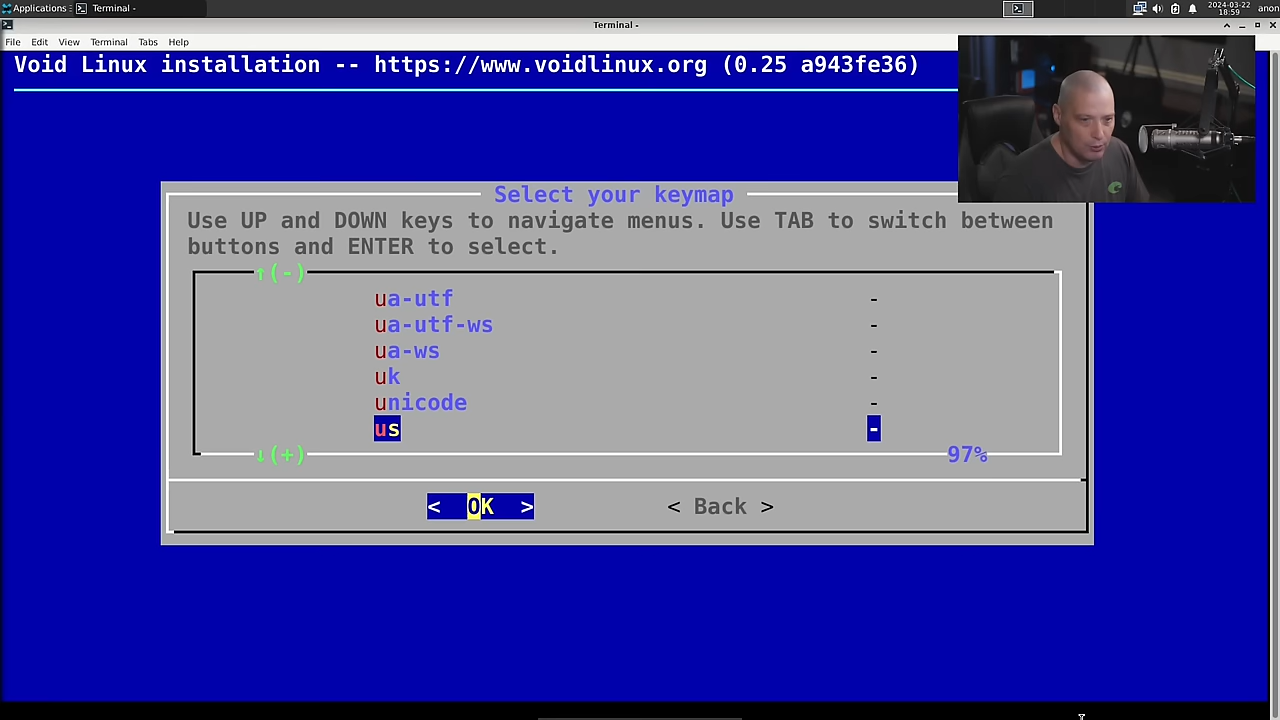 Applications
Terminal -
2024-03-22
18:59
anon
Terminal -
File Edit View Terminal Tabs Help
Void Linux installation -- https://www.voidlinux.org (0.25 a943fe36)
Select your keymap
Use UP and DOWN keys to navigate menus. Use TAB to switch between
buttons and ENTER to select.
↑(-)
ua-utf -
ua-utf-ws -
ua-ws -
uk -
unicode -
us -
↓(+) 97%
< OK > < Back >